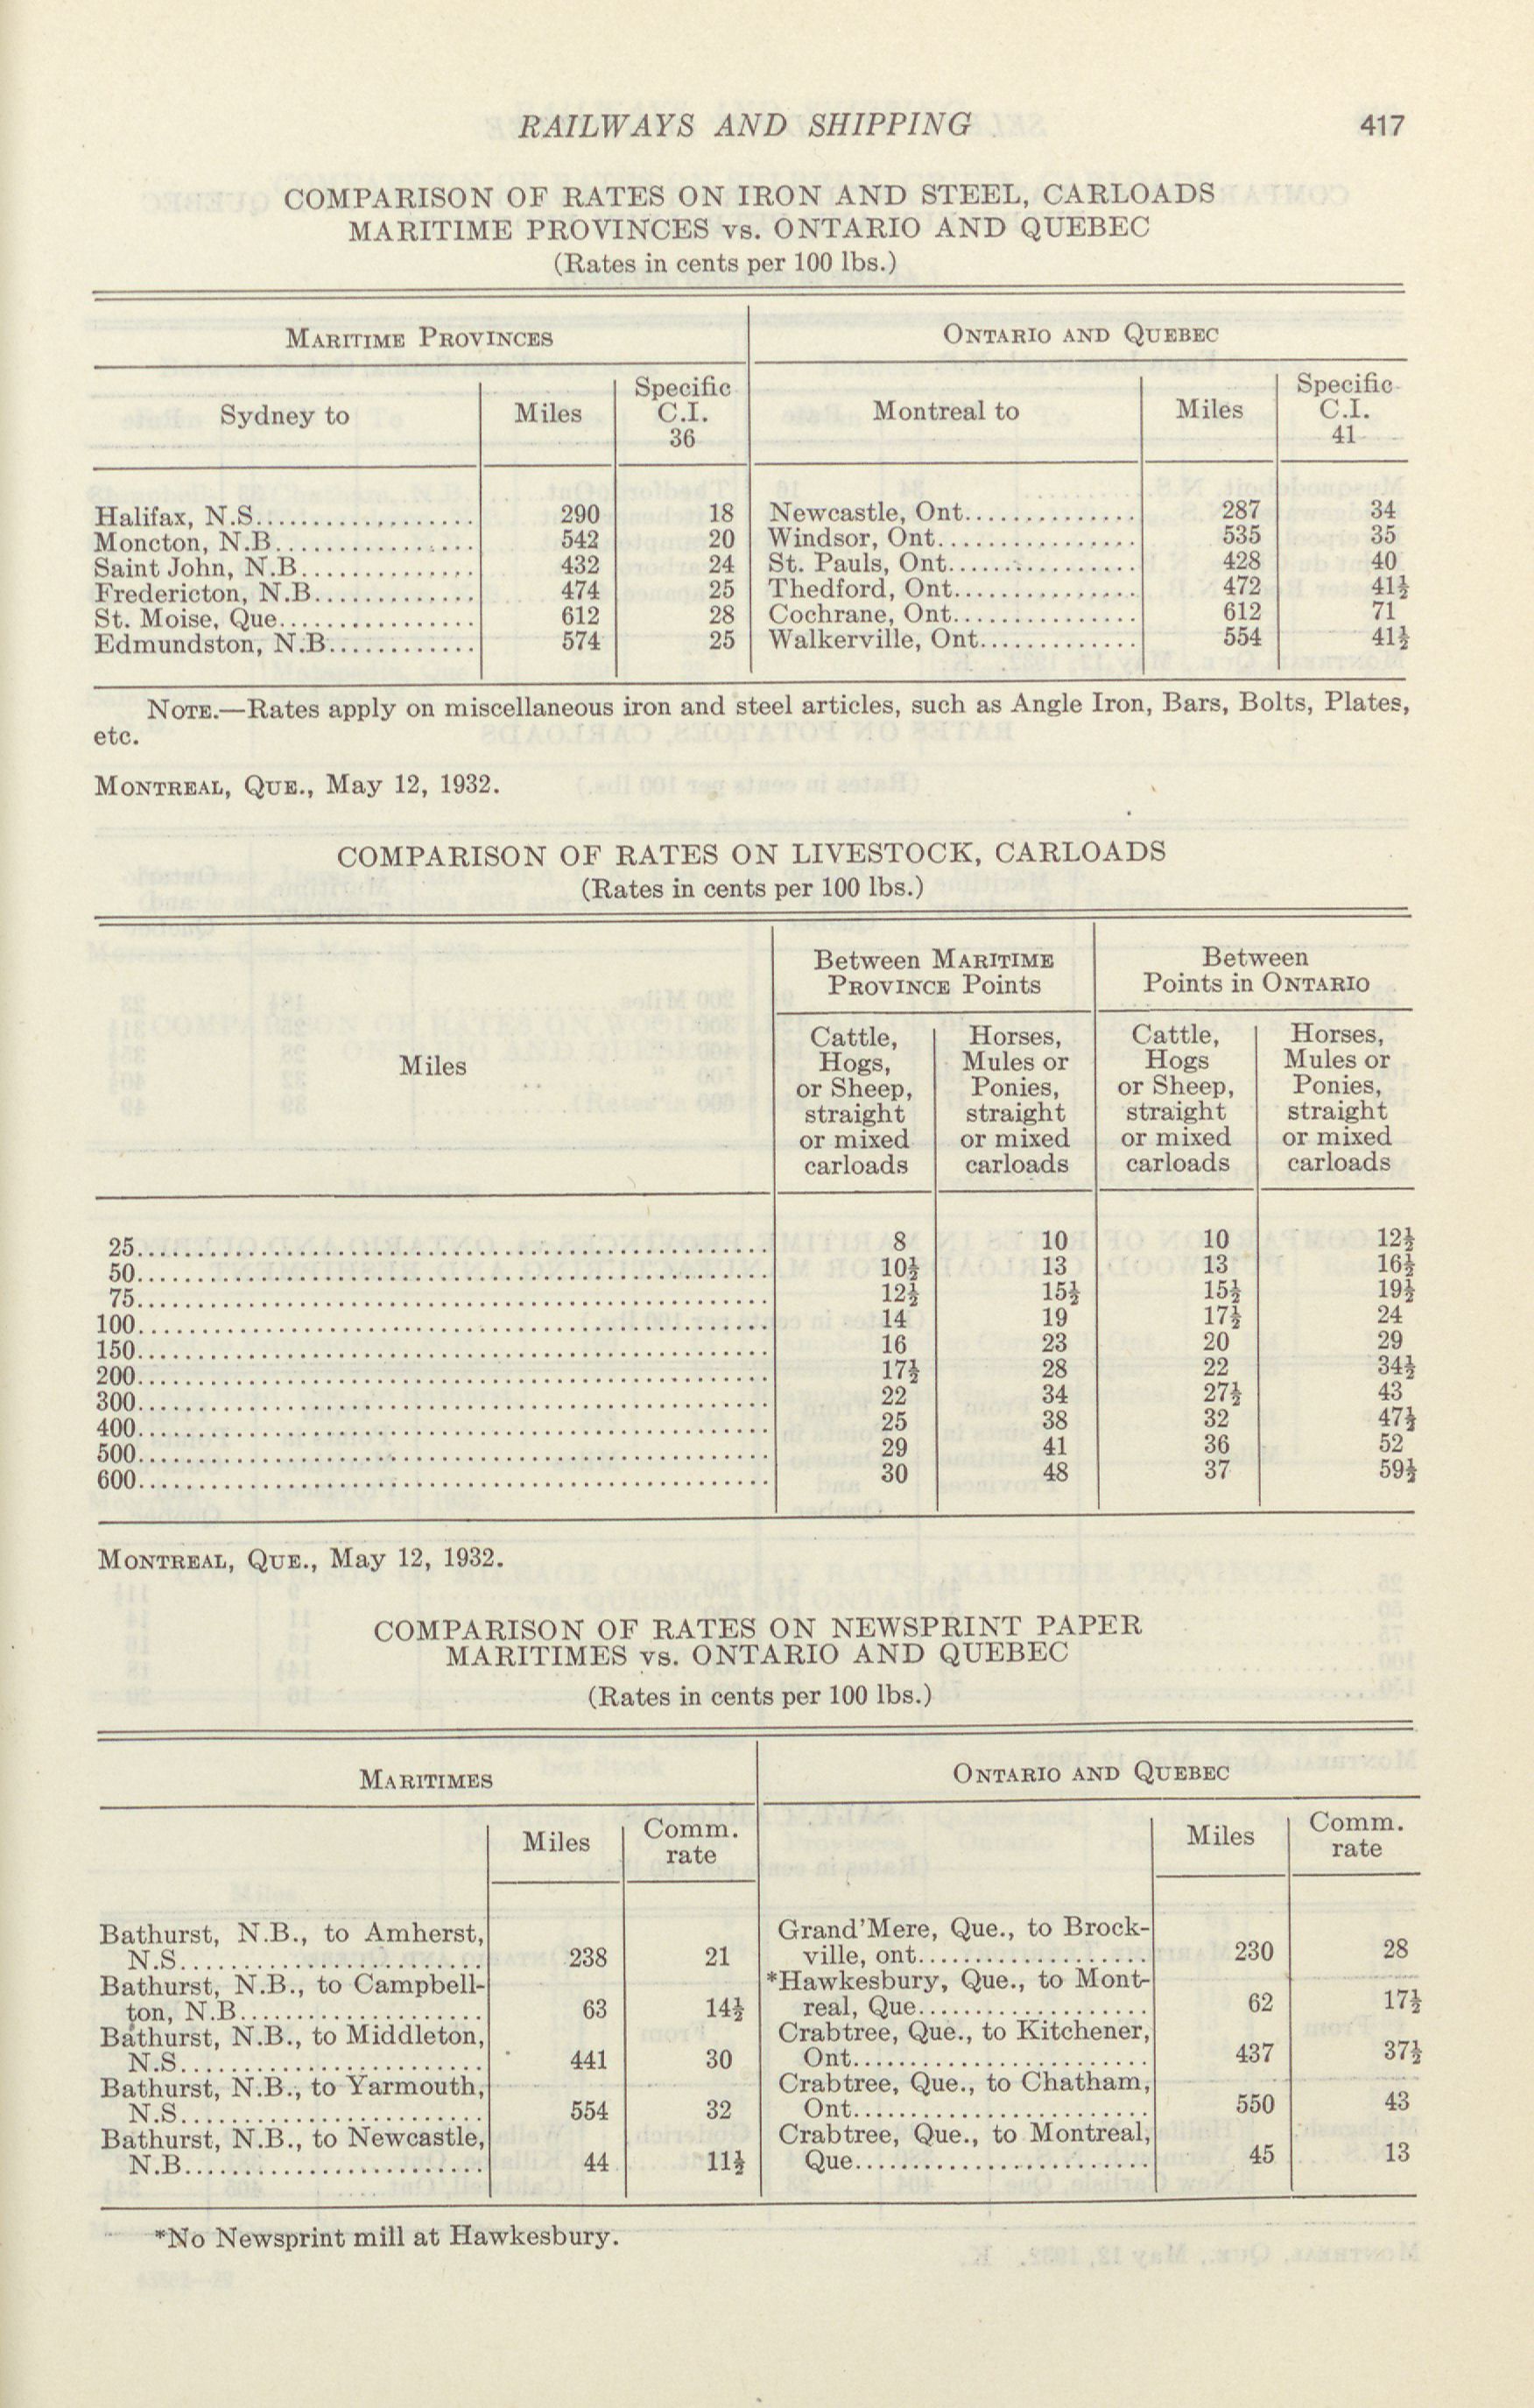 RAILWAYS AND SHIPPING 417
COMPARISON OF RATES ON IRON AND STEEL, CARLOADS
MARITIME PROVINCES vs. ONTARIO AND QUEBEC
(Rates in cents per 100 lbs.)
MARITIME PROVINCES ONTARIO AND QUEBEC
Sydney to Miles Specific C.I. 36 Montreal to Miles Specific C.I. 41
Halifax, N.S.................. 290 18 Newcastle, Ont............... 287 34
Moncton, N.B................ 542 20 Windsor, Ont................. 535 35
Saint John, N.B.............. 432 24 St. Pauls, Ont................ 428 40
Fredericton, N.B............. 474 25 Thedford, Ont............... 472 41½
St. Moise, Que................ 612 28 Cochrane, Ont................ 612 71
Edmundston, N.B............ 574 25 Walkerville, Ont............. 554 41½
NOTE.—Rates apply on miscellaneous iron and steel articles, such as Angle Iron, Bars, Bolts, Plates,
etc.
MONTREAL, QUE., May 12, 1932.
COMPARISON OF RATES ON LIVESTOCK, CARLOADS
(Rates in cents per 100 lbs.)
Miles
Between MARITIME
PROVINCE Points
Between
Points in ONTARIO
Cattle,
Hogs,
or Sheep,
straight
or mixed
carloads
Horses,
Mules or
Ponies,
straight
or mixed
carloads
Cattle,
Hogs
or Sheep,
straight
or mixed
carloads
Horses,
Mules or
Ponies,
straight
or mixed
carloads
25.................... 8 10 10 12½
50.................... 10½ 13 13 16½
75.................... 12½ 15½ 15½ 19½
100.................... 14 19 17½ 24
150.................... 16 23 20 29
200.................... 17½ 28 22 34½
300.................... 22 34 27½ 43
400.................... 25 38 32 47½
500.................... 29 41 36 52
600.................... 30 48 37 59½
MONTREAL, QUE., May 12, 1932.
COMPARISON OF RATES ON NEWSPRINT PAPER
MARITIMES vs. ONTARIO AND QUEBEC
(Rates in cents per 100 lbs.)
MARITIMES ONTARIO AND QUEBEC
Miles Comm. rate Miles Comm. rate
Bathurst, N.B., to Amherst, Grand'Mere, Que., to Brock-
N.S........................ 238 21 ville, ont.................... 230 28
Bathurst, N.B., to Campbell- *Hawkesbury, Que., to Mont-
ton, N.B.................... 63 14½ real, Que.................... 62 17½
Bathurst, N.B., to Middleton, Crabtree, Que., to Kitchener,
N.S........................ 441 30 Ont........................ 437 37½
Bathurst, N.B., to Yarmouth, Crabtree, Que., to Chatham,
N.S........................ 554 32 Ont........................ 550 43
Bathurst, N.B., to Newcastle, Crabtree, Que., to Montreal,
N.B........................ 44 11½ Que........................ 45 13
*No Newsprint mill at Hawkesbury.